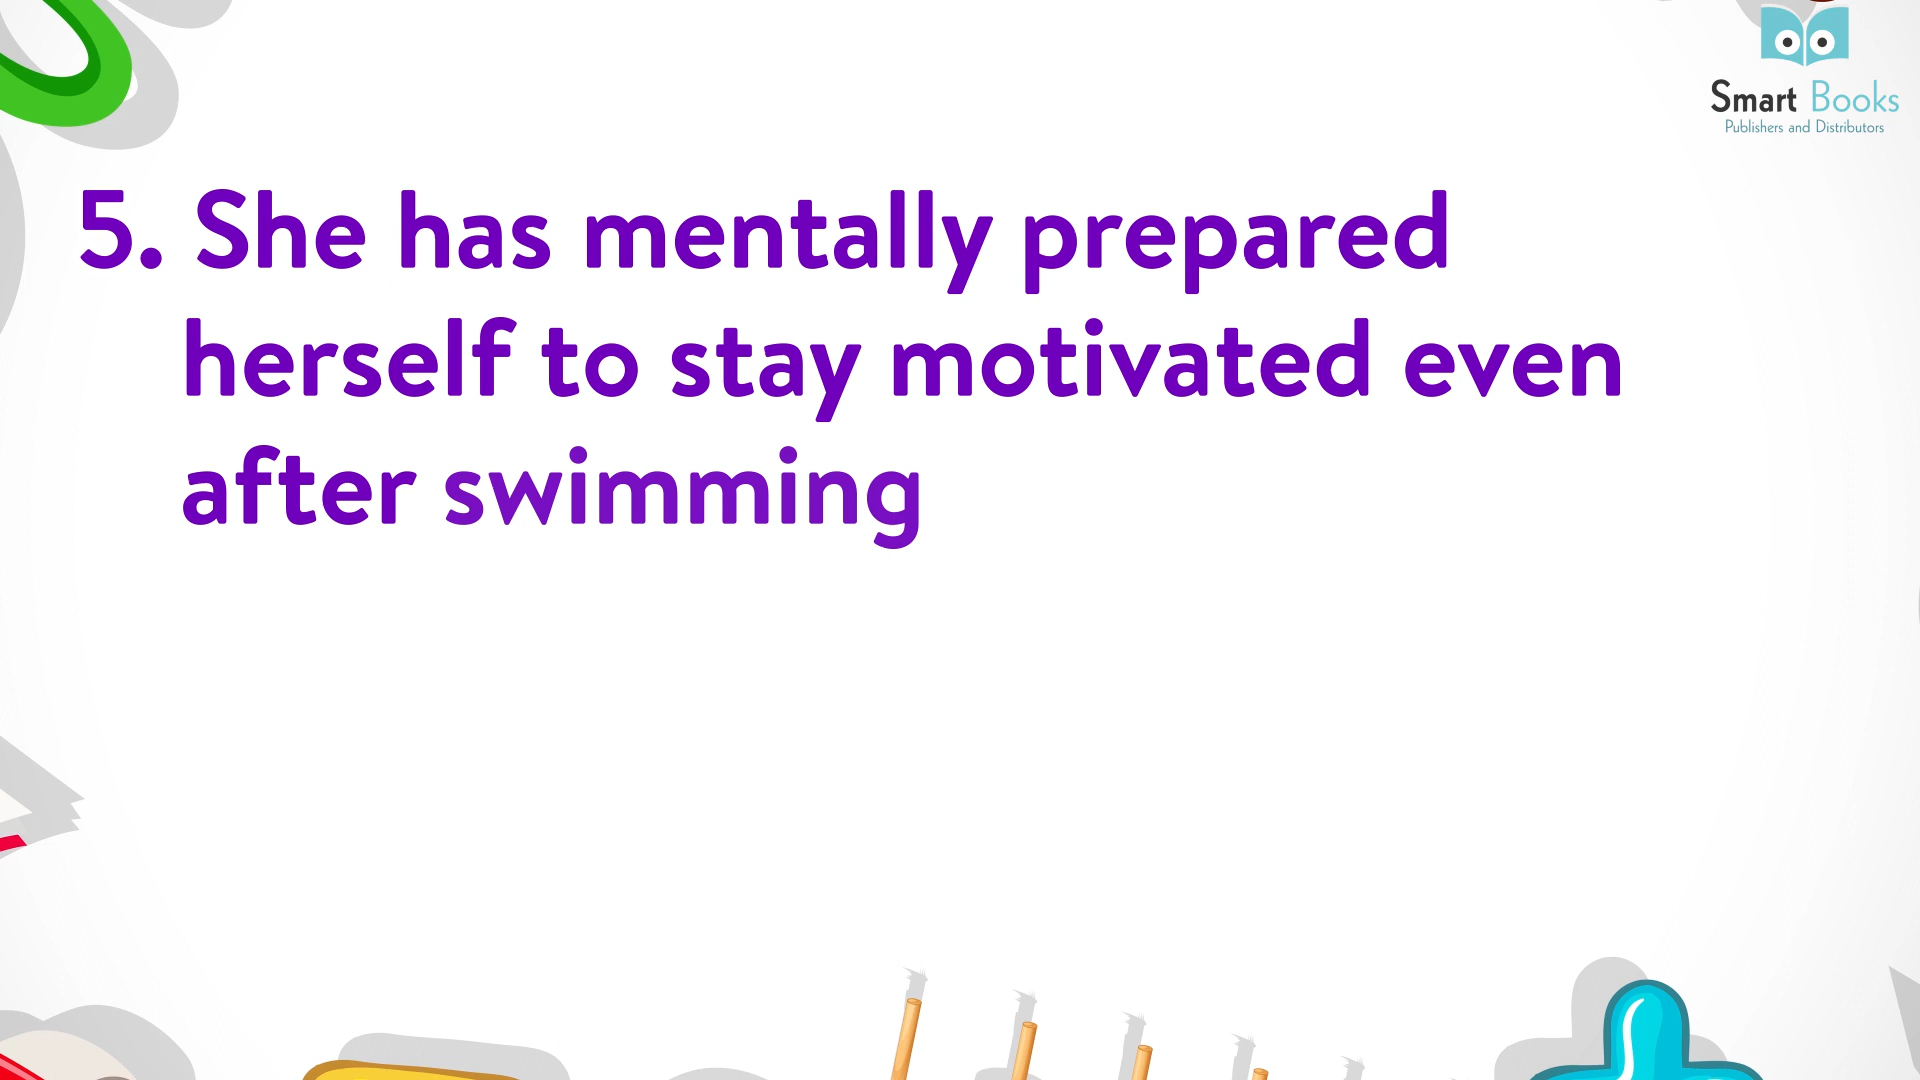 Smart Books
Publishers and Distributors
5. She has mentally prepared
herself to stay motivated even
after swimming